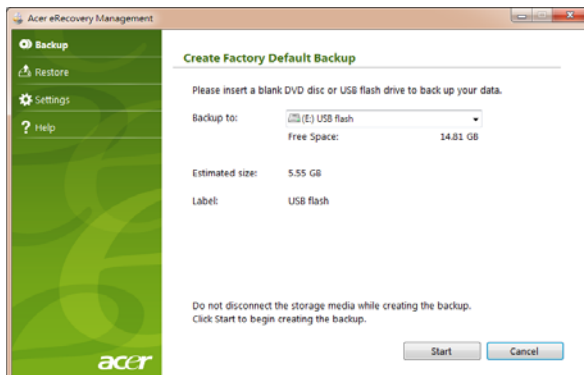 Acer eRecovery Management
Backup
Restore
Settings
? Help
Create Factory Default Backup
Please insert a blank DVD disc or USB flash drive to back up your data.
Backup to:
(E:) USB flash
Free Space: 14.81 GB
Estimated size: 5.55 GB
Label: USB flash
Do not disconnect the storage media while creating the backup.
Click Start to begin creating the backup.
Start
Cancel
acer